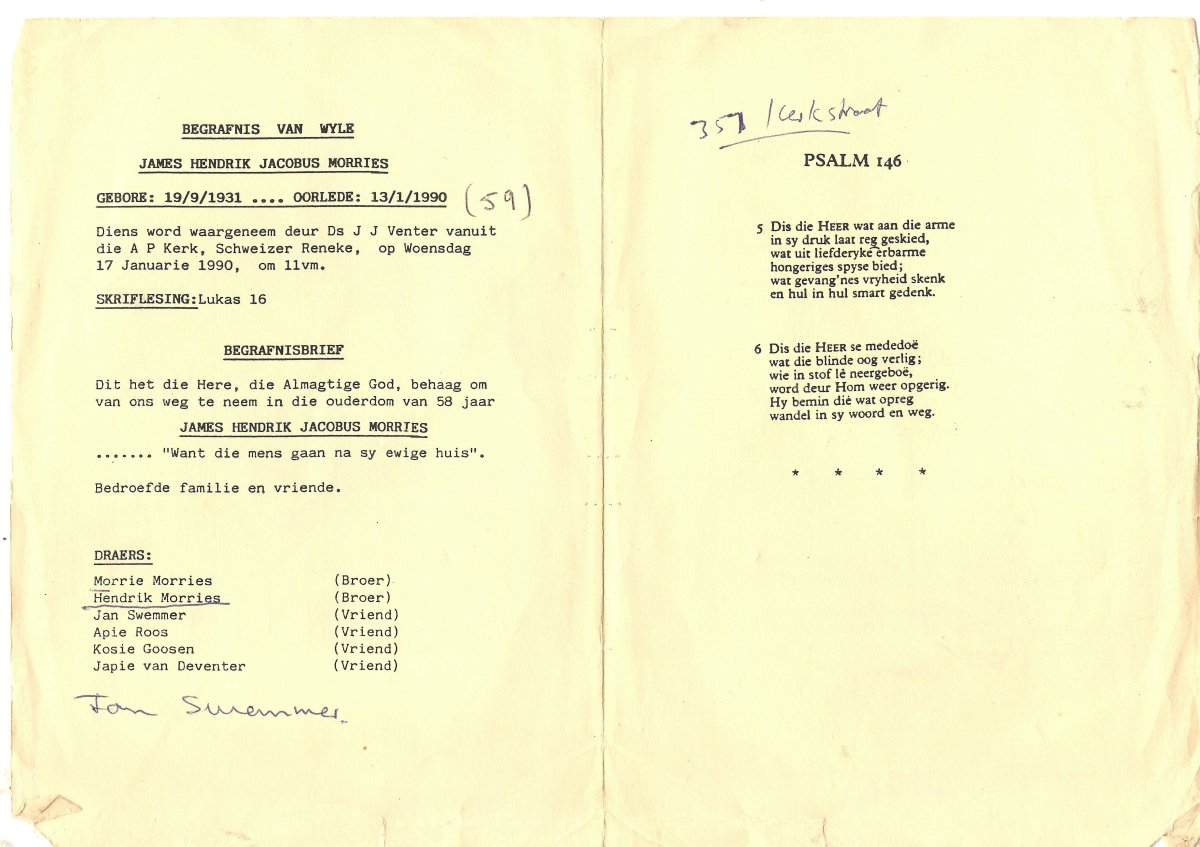 BEGRAFNIS VAN WYLE
JAMES HENDRIK JACOBUS MORRIES
GEBORE: 19/9/1931 .... OORLEDE: 13/1/1990 (59)
Diens word waargeneem deur Ds J J Venter vanuit
die A P Kerk, Schweizer Reneke, op Woensdag
17 Januarie 1990, om 11vm.
SKRIFLESING:Lukas 16
BEGRAFNISBRIEF
Dit het die Here, die Almagtige God, behaag om
van ons weg te neem in die ouderdom van 58 jaar
JAMES HENDRIK JACOBUS MORRIES
....... "Want die mens gaan na sy ewige huis".
Bedroefde familie en vriende.
DRAERS:
Morrie Morries (Broer)
Hendrik Morries (Broer)
Jan Swemmer (Vriend)
Apie Roos (Vriend)
Kosie Goosen (Vriend)
Japie van Deventer (Vriend)
Jan Swemmer.
357 Kerkstraat
PSALM 146
5 Dis die HEER wat aan die arme
in sy druk laat reg geskied,
wat uit liefderyke erbarme
hongeriges spyse bied;
wat gevang'nes vryheid skenk
en hul in hul smart gedenk.
6 Dis die HEER se mededoë
wat die blinde oog verlig;
wie in stof lê neergeboë,
word deur Hom weer opgerig.
Hy bemin dié wat opreg
wandel in sy woord en weg.
* * * *